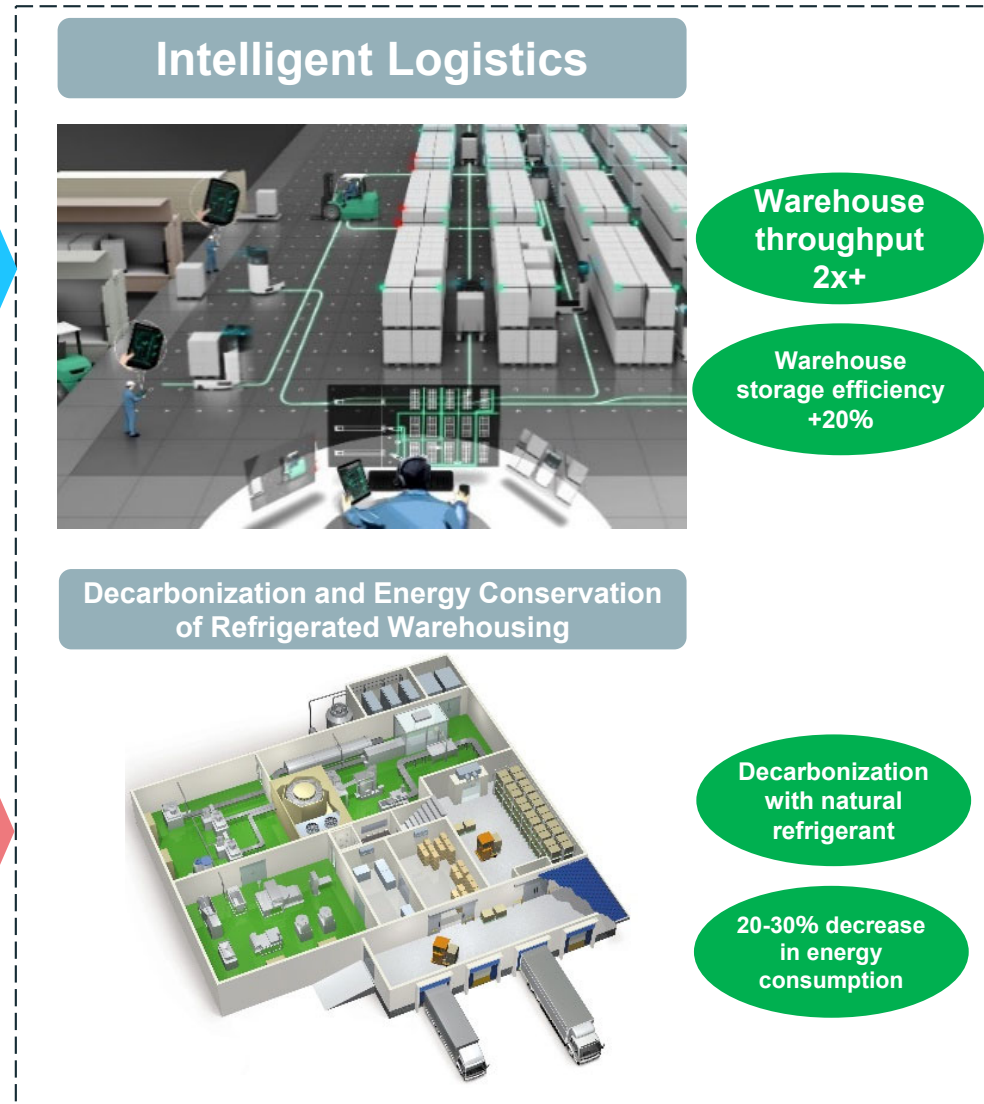 Intelligent Logistics
Warehouse
throughput
2x+
Warehouse
storage efficiency
+20%
Decarbonization and Energy Conservation
of Refrigerated Warehousing
Decarbonization
with natural
refrigerant
20-30% decrease
in energy
consumption